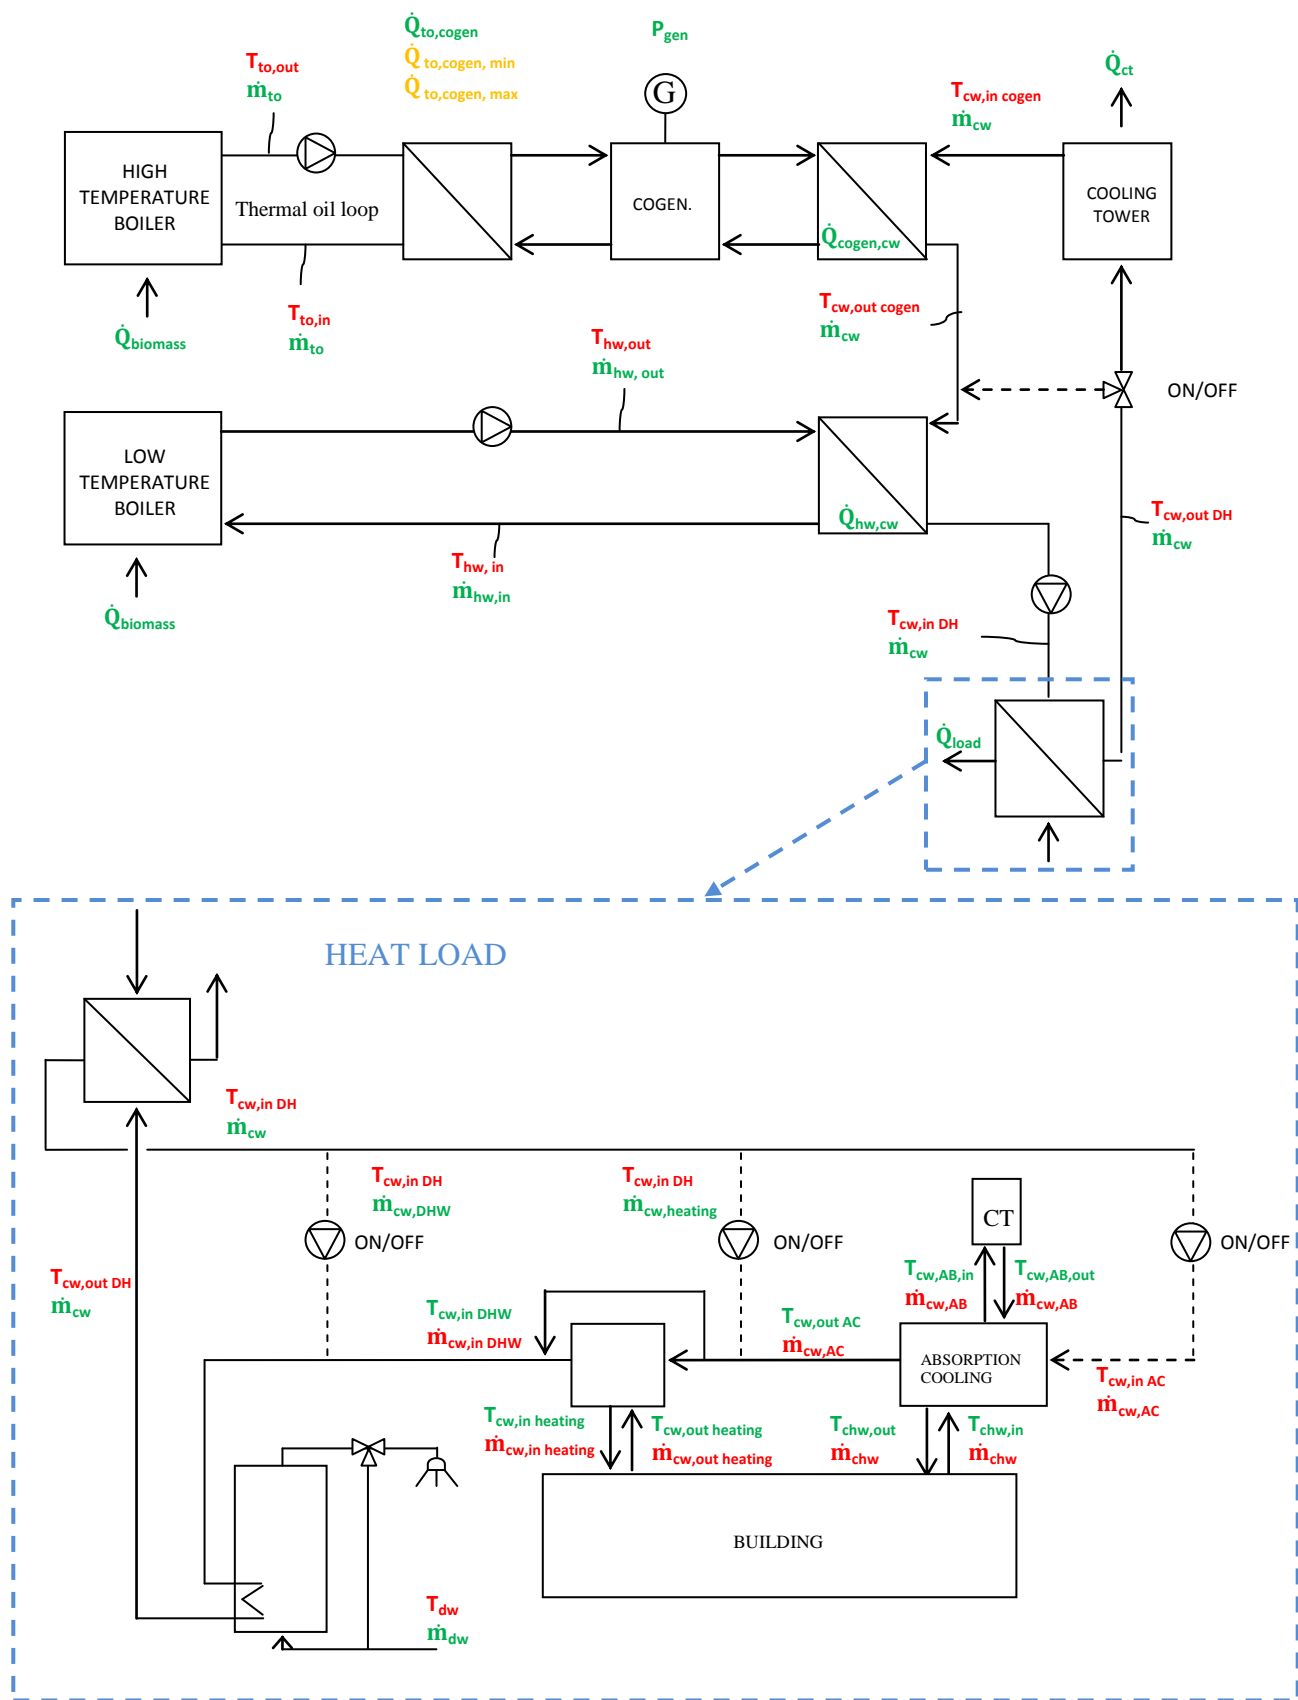 Q̇to,cogen
Q̇ to,cogen, min
Q̇ to,cogen, max
Pgen
G
Tto,out
ṁto
Tcw,in cogen
ṁcw
Q̇ct
HIGH
TEMPERATURE
BOILER
Thermal oil loop
COGEN.
Q̇cogen,cw
COOLING
TOWER
Q̇biomass
Tto,in
ṁto
Tcw,out cogen
ṁcw
Thw,out
ṁhw, out
ON/OFF
LOW
TEMPERATURE
BOILER
Q̇hw,cw
Tcw,out DH
ṁcw
Thw, in
ṁhw,in
Q̇biomass
Tcw,in DH
ṁcw
Q̇load
HEAT LOAD
Tcw,in DH
ṁcw
Tcw,in DH
ṁcw,DHW
ON/OFF
Tcw,in DH
ṁcw,heating
ON/OFF
CT
ON/OFF
Tcw,out DH
ṁcw
Tcw,AB,in
ṁcw,AB
Tcw,AB,out
ṁcw,AB
Tcw,in DHW
ṁcw,in DHW
Tcw,out AC
ṁcw,AC
ABSORPTION
COOLING
Tcw,in AC
ṁcw,AC
Tcw,in heating
ṁcw,in heating
Tcw,out heating
ṁcw,out heating
Tchw,out
ṁchw
Tchw,in
ṁchw
BUILDING
Tdw
ṁdw